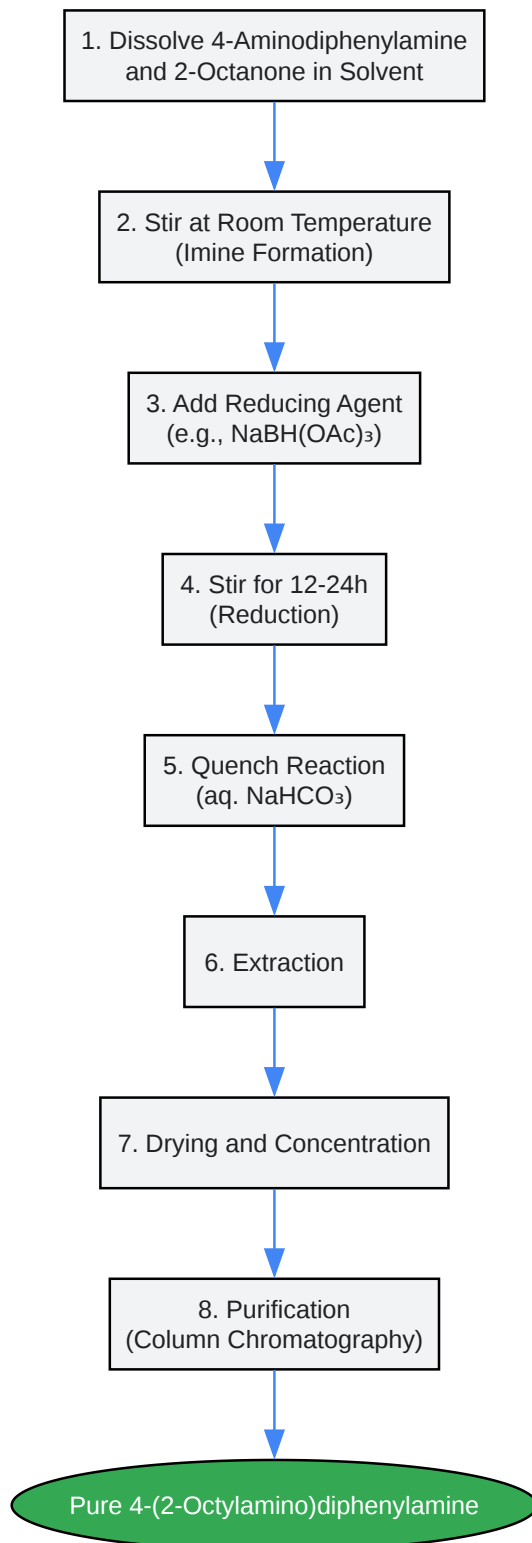 1. Dissolve 4-Aminodiphenylamine
and 2-Octanone in Solvent
2. Stir at Room Temperature
(Imine Formation)
3. Add Reducing Agent
(e.g., NaBH(OAc)₃)
4. Stir for 12-24h
(Reduction)
5. Quench Reaction
(aq. NaHCO₃)
6. Extraction
7. Drying and Concentration
8. Purification
(Column Chromatography)
Pure 4-(2-Octylamino)diphenylamine